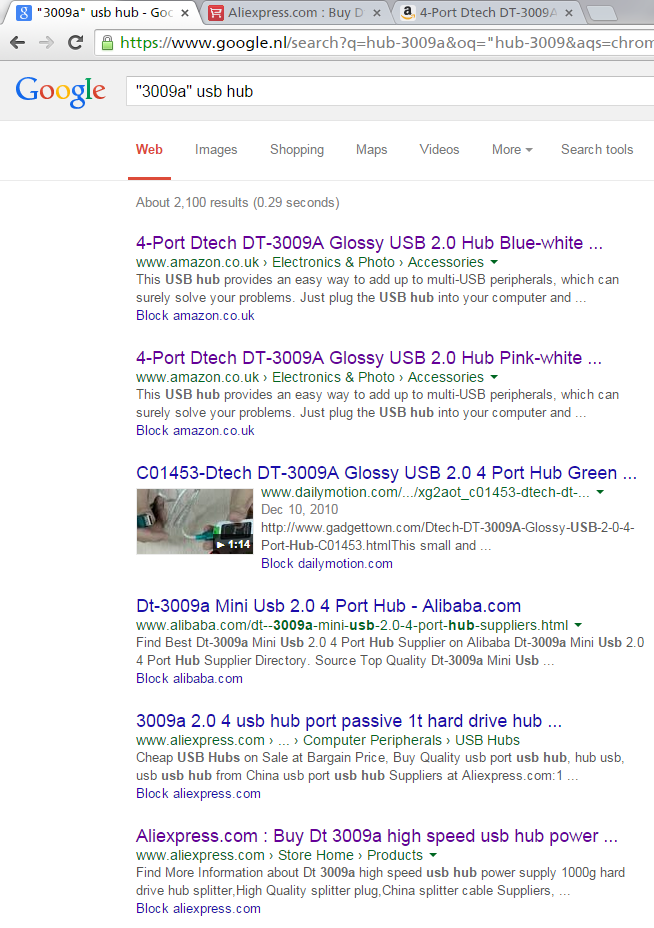 "3009a" usb hub - Goo
Aliexpress.com : Buy D
4-Port Dtech DT-3009A
https://www.google.nl/search?q=hub-3009a&oq="hub-3009&aqs=chrom
Google
"3009a" usb hub
Web Images Shopping Maps Videos More Search tools
About 2,100 results (0.29 seconds)
4-Port Dtech DT-3009A Glossy USB 2.0 Hub Blue-white ...
www.amazon.co.uk › Electronics & Photo › Accessories
This USB hub provides an easy way to add up to multi-USB peripherals, which can
surely solve your problems. Just plug the USB hub into your computer and ...
Block amazon.co.uk
4-Port Dtech DT-3009A Glossy USB 2.0 Hub Pink-white ...
www.amazon.co.uk › Electronics & Photo › Accessories
This USB hub provides an easy way to add up to multi-USB peripherals, which can
surely solve your problems. Just plug the USB hub into your computer and ...
Block amazon.co.uk
C01453-Dtech DT-3009A Glossy USB 2.0 4 Port Hub Green ...
www.dailymotion.com/.../xg2aot_c01453-dtech-dt-...
Dec 10, 2010
http://www.gadgettown.com/Dtech-DT-3009A-Glossy-USB-2-0-4-
Port-Hub-C01453.htmlThis small and ...
1:14
Block dailymotion.com
Dt-3009a Mini Usb 2.0 4 Port Hub - Alibaba.com
www.alibaba.com/dt--3009a-mini-usb-2.0-4-port-hub-suppliers.html
Find Best Dt-3009a Mini Usb 2.0 4 Port Hub Supplier on Alibaba Dt-3009a Mini Usb 2.0
4 Port Hub Supplier Directory. Source Top Quality Dt-3009a Mini Usb ...
Block alibaba.com
3009a 2.0 4 usb hub port passive 1t hard drive hub ...
www.aliexpress.com › ... › Computer Peripherals › USB Hubs
Cheap USB Hubs on Sale at Bargain Price, Buy Quality usb port usb hub, hub usb,
usb usb hub from China usb port usb hub Suppliers at Aliexpress.com:1 ...
Block aliexpress.com
Aliexpress.com : Buy Dt 3009a high speed usb hub power ...
www.aliexpress.com › Store Home › Products
Find More Information about Dt 3009a high speed usb hub power supply 1000g hard
drive hub splitter,High Quality splitter plug,China splitter cable Suppliers, ...
Block aliexpress.com